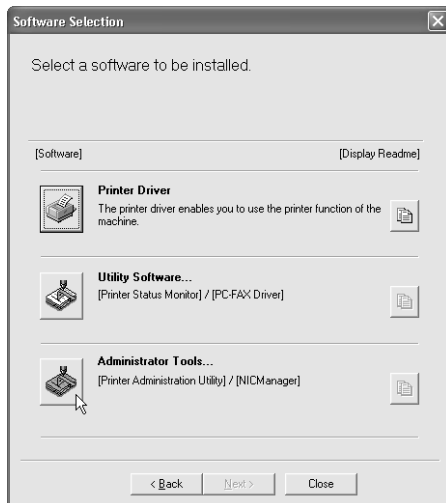 Software Selection
Select a software to be installed.
[Software] [Display Readme]
Printer Driver
The printer driver enables you to use the printer function of the
machine.
Utility Software...
[Printer Status Monitor] / [PC-FAX Driver]
Administrator Tools...
[Printer Administration Utility] / [NICManager]
< Back Next > Close